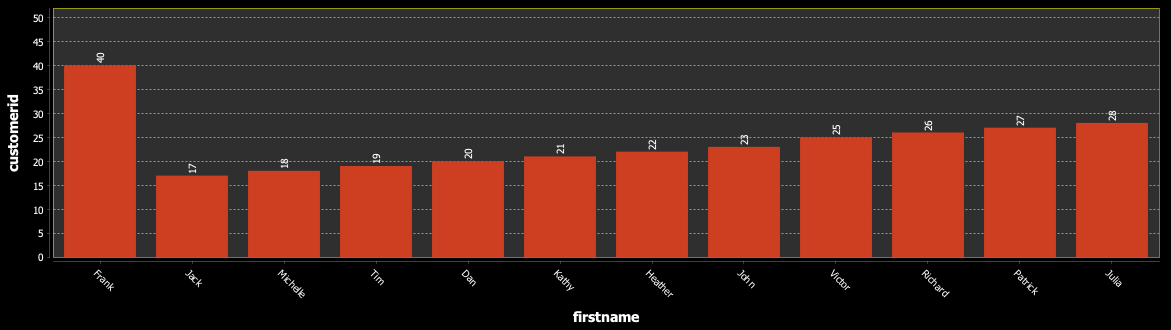 customerid
50
45
40
35
30
25
20
15
10
5
0
40
17
18
19
20
21
22
23
25
26
27
28
Frank
Jack
Michelle
Tim
Dan
Kathy
Heather
John
Victor
Richard
Patrick
Julia
firstname